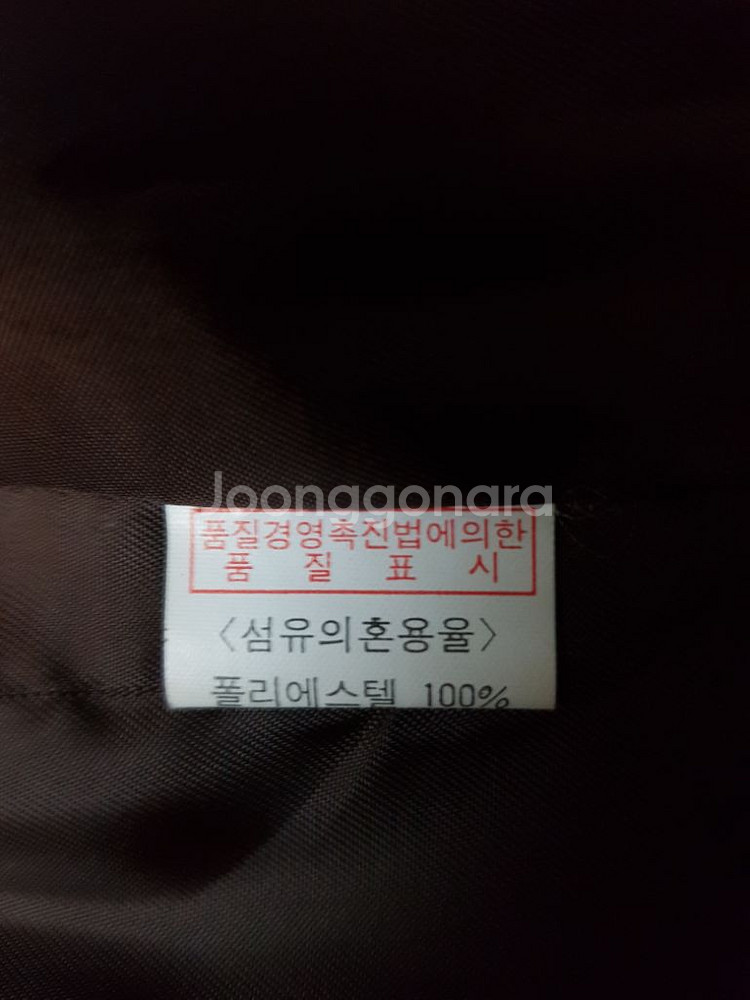 Joonggonara
품질경영촉진법에의한
품 질 표 시
<섬유의혼용율>
폴리에스텔 100%